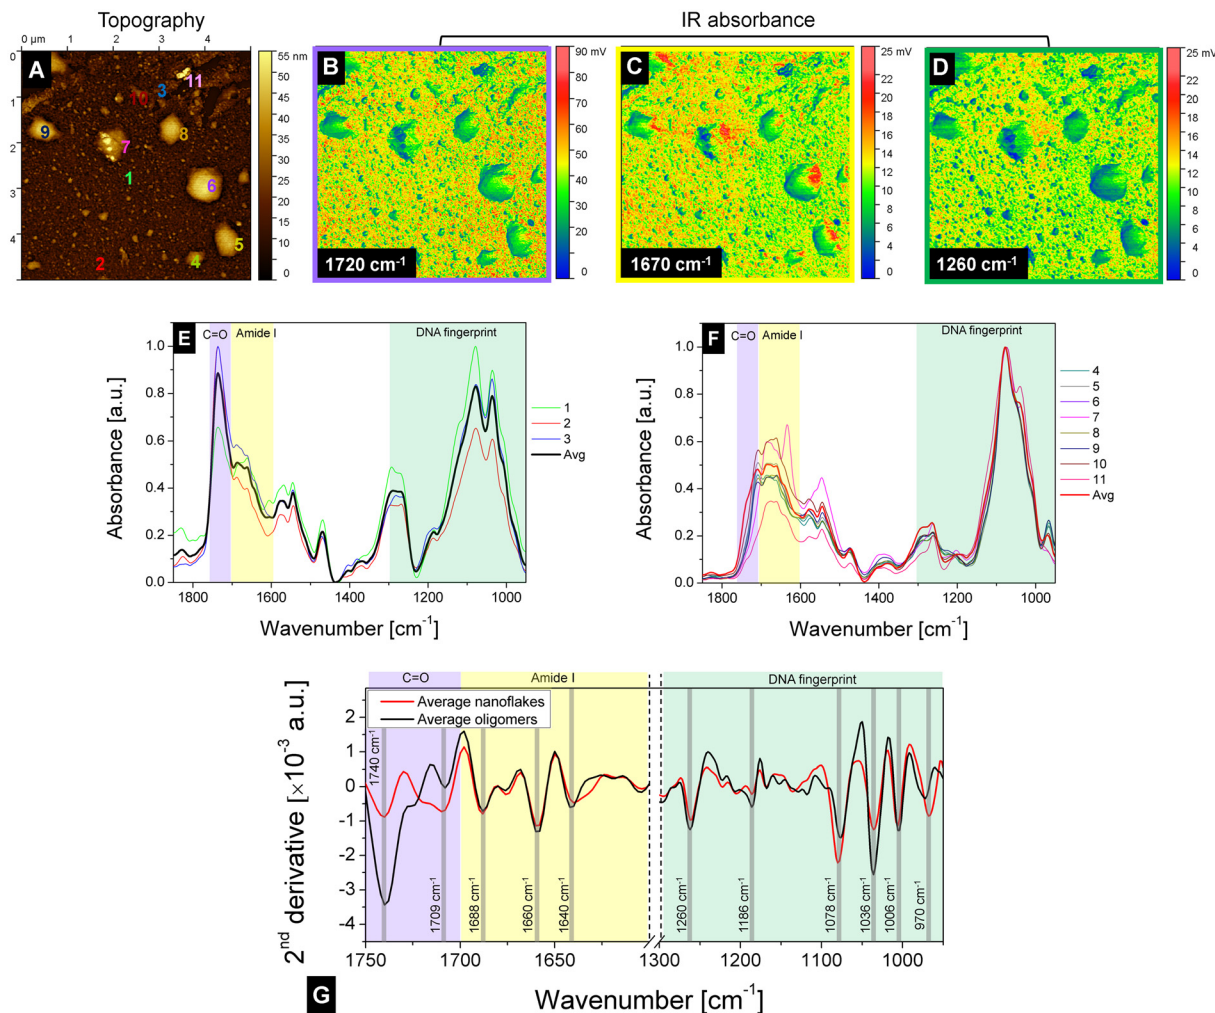 Topography
IR absorbance
0 µm 1 2 3 4
0
1
2
3
4
A
1
2
3
4
5
6
7
8
9
10
11
55 nm
45
40
35
30
25
20
15
10
0
B
1720 cm⁻¹
90 mV
80
70
60
50
40
30
20
0
C
1670 cm⁻¹
25 mV
22
20
18
16
14
12
10
8
6
4
0
D
1260 cm⁻¹
25 mV
22
20
18
16
14
12
10
8
6
4
0
E
C=O
Amide I
DNA fingerprint
Absorbance [a.u.]
1.0
0.8
0.6
0.4
0.2
0.0
1800 1600 1400 1200 1000
Wavenumber [cm⁻¹]
1
2
3
Avg
F
C=O
Amide I
DNA fingerprint
Absorbance [a.u.]
1.0
0.8
0.6
0.4
0.2
0.0
1800 1600 1400 1200 1000
Wavenumber [cm⁻¹]
4
5
6
7
8
9
10
11
Avg
C=O
Amide I
DNA fingerprint
Average nanoflakes
Average oligomers
2ⁿᵈ derivative [×10⁻³ a.u.]
2
1
0
-1
-2
-3
-4
1740 cm⁻¹
1709 cm⁻¹
1688 cm⁻¹
1660 cm⁻¹
1640 cm⁻¹
1260 cm⁻¹
1186 cm⁻¹
1078 cm⁻¹
1036 cm⁻¹
1006 cm⁻¹
970 cm⁻¹
1750 1700 1650 1300 1200 1100 1000
G
Wavenumber [cm⁻¹]